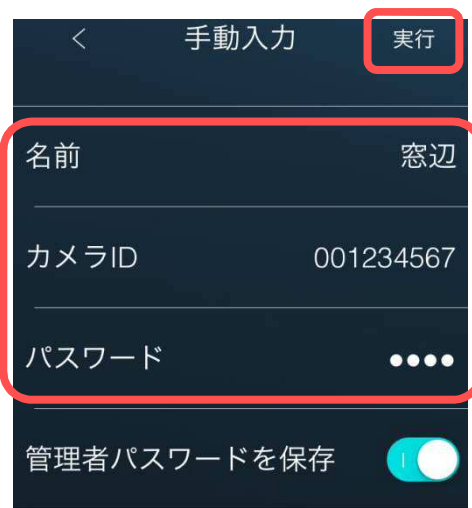 < 手動入力 実行
名前 窓辺
カメラID 001234567
パスワード ●●●●
管理者パスワードを保存